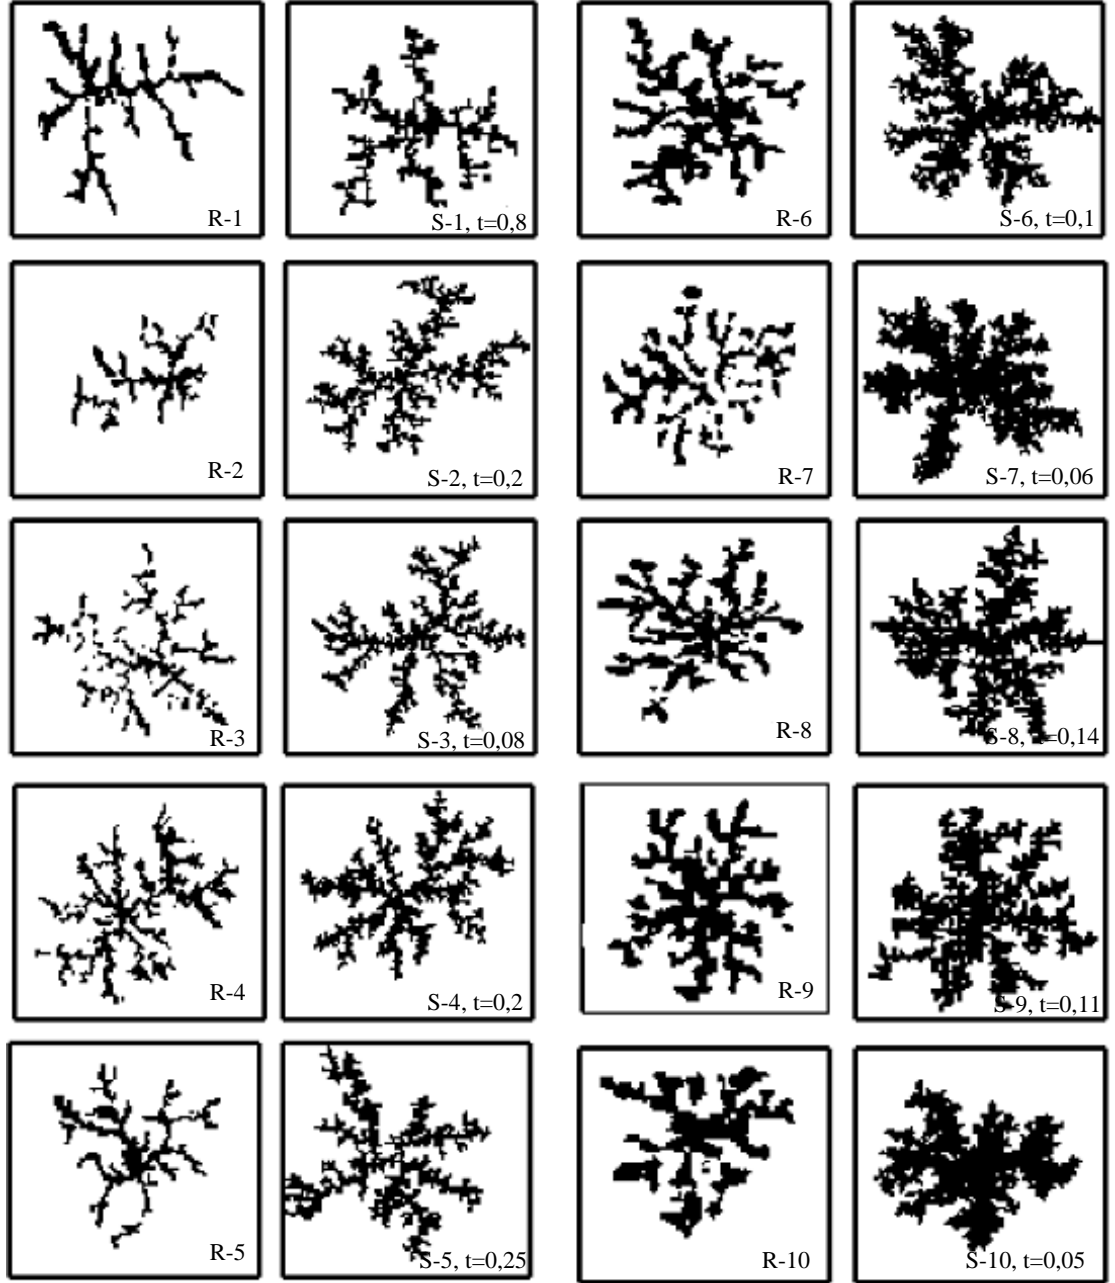 R-1
S-1, t=0,8
R-6
S-6, t=0,1
R-2
S-2, t=0,2
R-7
S-7, t=0,06
R-3
S-3, t=0,08
R-8
S-8, t=0,14
R-4
S-4, t=0,2
R-9
S-9, t=0,11
R-5
S-5, t=0,25
R-10
S-10, t=0,05